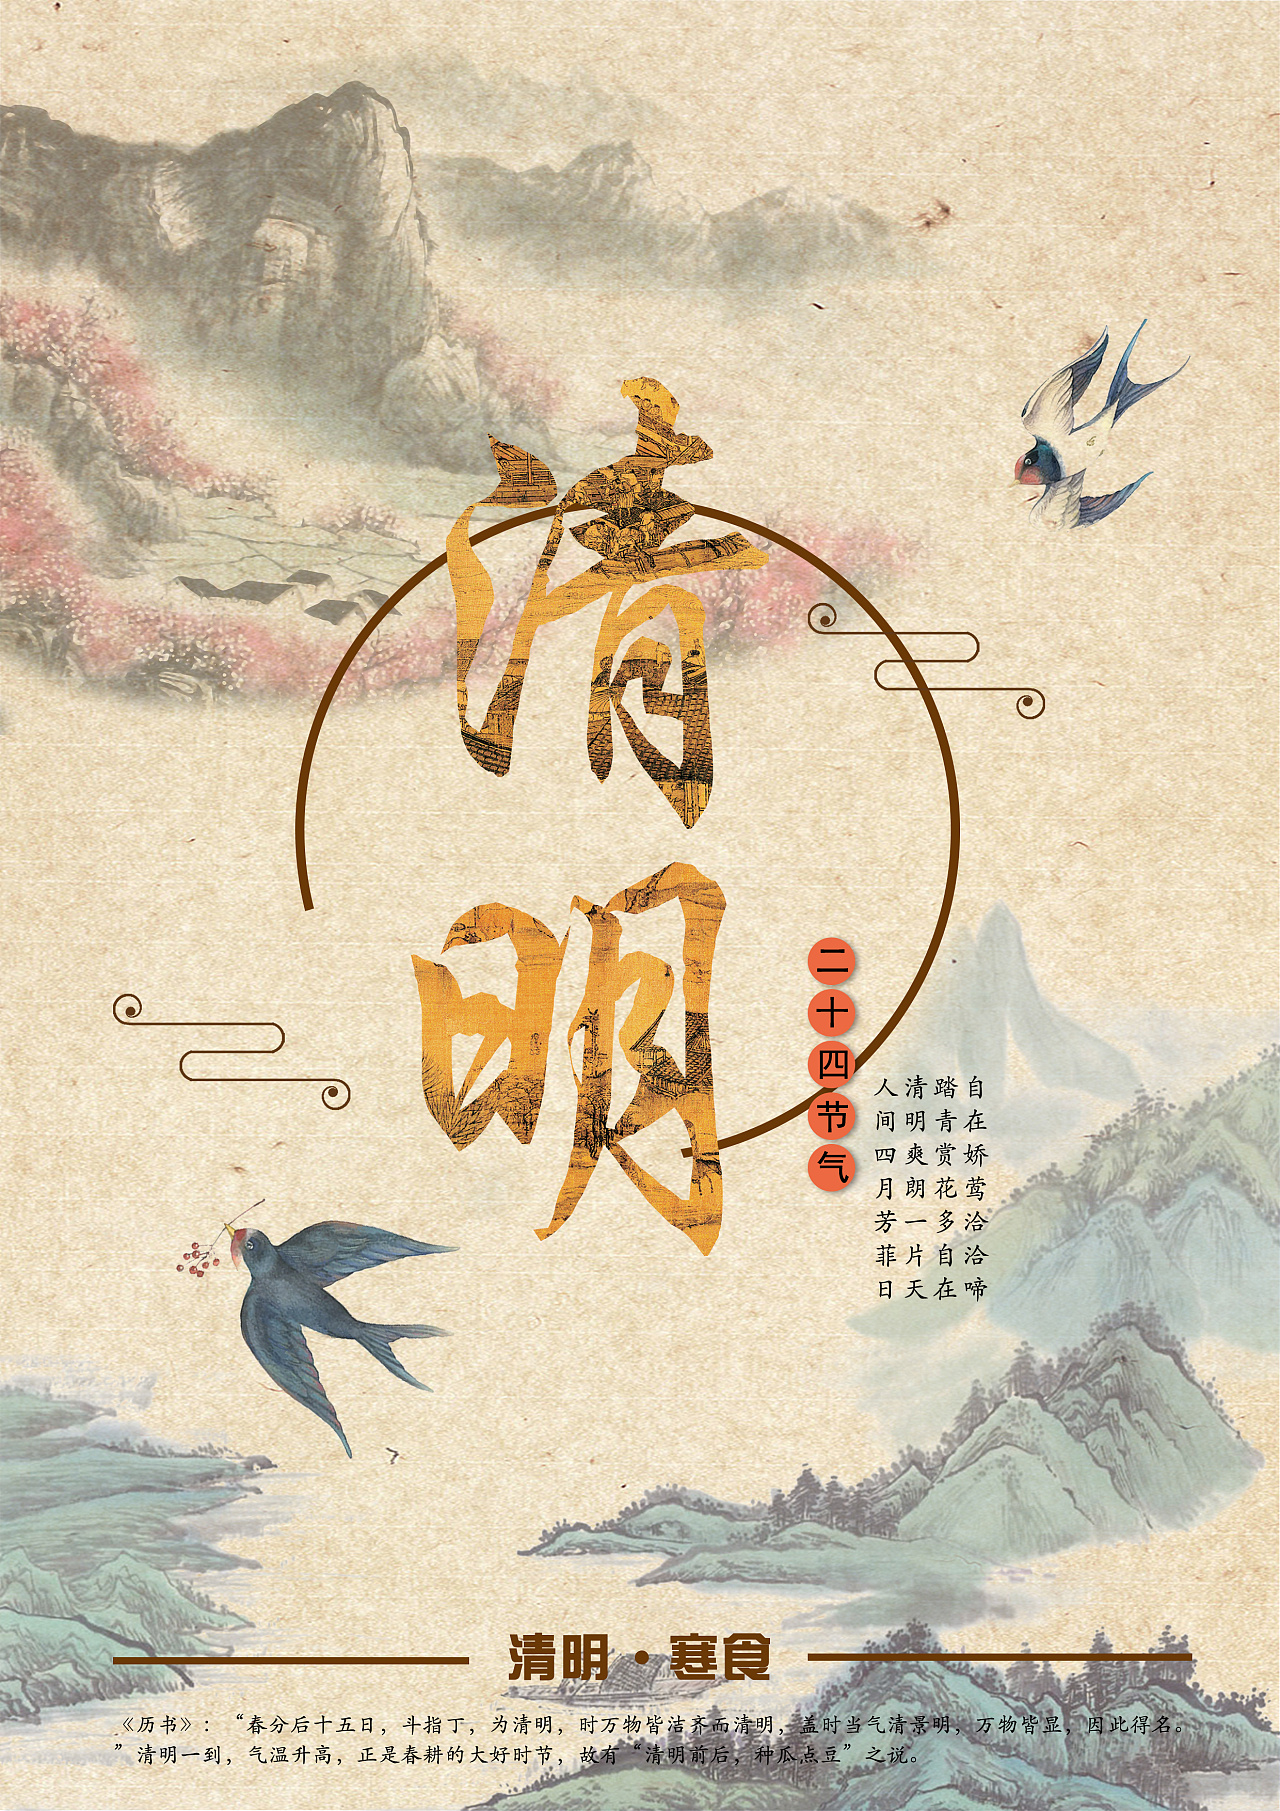 清明
二十四节气
人间四月芳菲日
清明爽朗一片天
踏青赏花多自在
自在娇莺洽洽啼
清明·寒食
《历书》：“春分后十五日，斗指丁，为清明，时万物皆洁齐而清明，盖时当气清景明，万物皆显，因此得名。
”清明一到，气温升高，正是春耕的大好时节，故有“清明前后，种瓜点豆”之说。